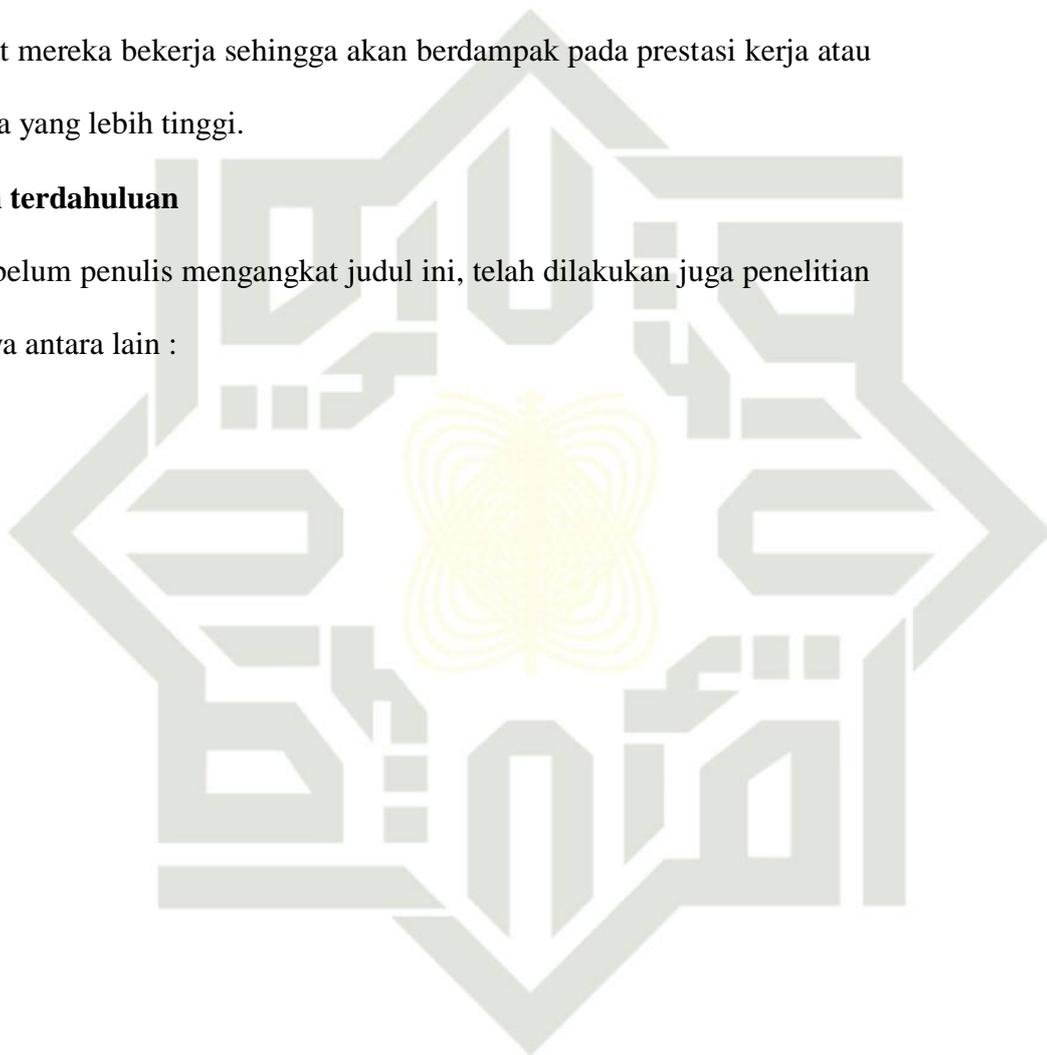 t mereka bekerja sehingga akan berdampak pada prestasi kerja atau
a yang lebih tinggi.
n terdahuluan
belum penulis mengangkat judul ini, telah dilakukan juga penelitian
ya antara lain :